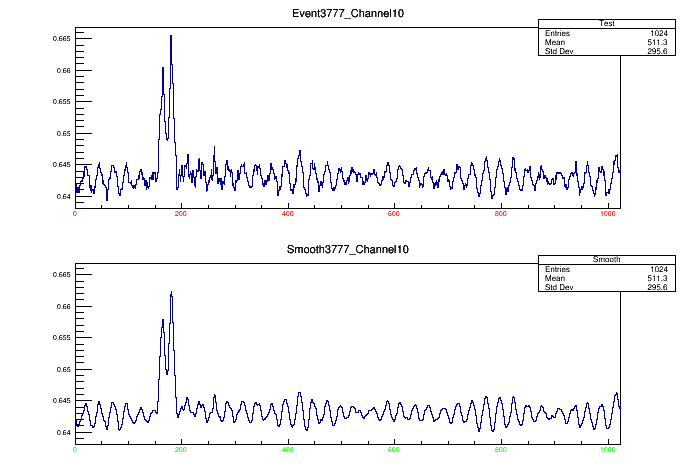 Event3777_Channel10
Test
Entries 1024
Mean 511.3
Std Dev 295.6
0.665
0.66
0.655
0.65
0.645
0.64
0 200 400 600 800 1000
Smooth3777_Channel10
Smooth
Entries 1024
Mean 511.3
Std Dev 295.6
0.665
0.66
0.655
0.65
0.645
0.64
0 200 400 600 800 1000